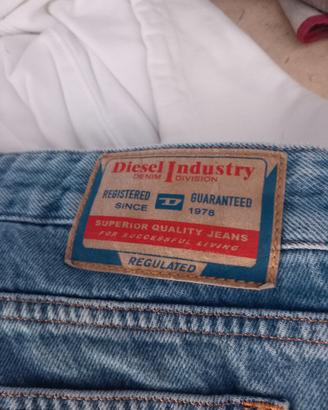 Diesel Industry
DENIM DIVISION
REGISTERED D GUARANTEED
SINCE 1978
SUPERIOR QUALITY JEANS
FOR SUCCESSFUL LIVING
REGULATED